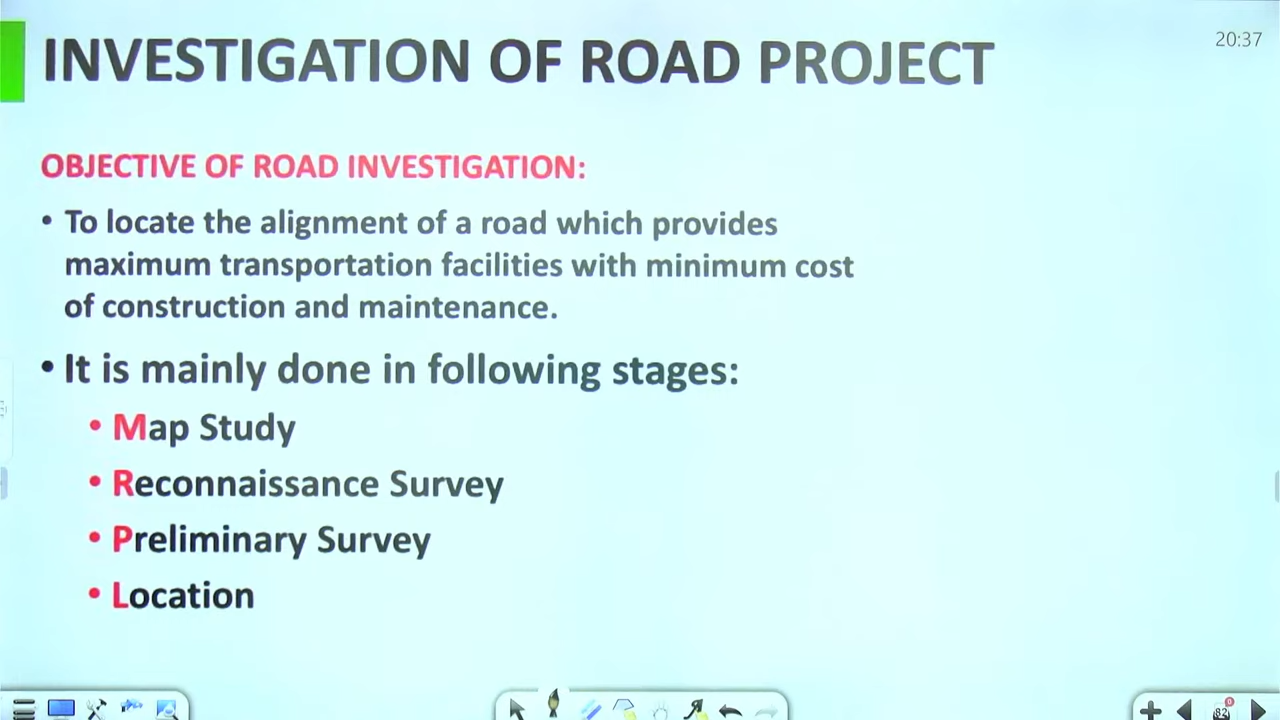 INVESTIGATION OF ROAD PROJECT
20:37
OBJECTIVE OF ROAD INVESTIGATION:
• To locate the alignment of a road which provides
maximum transportation facilities with minimum cost
of construction and maintenance.
• It is mainly done in following stages:
• Map Study
• Reconnaissance Survey
• Preliminary Survey
• Location
82